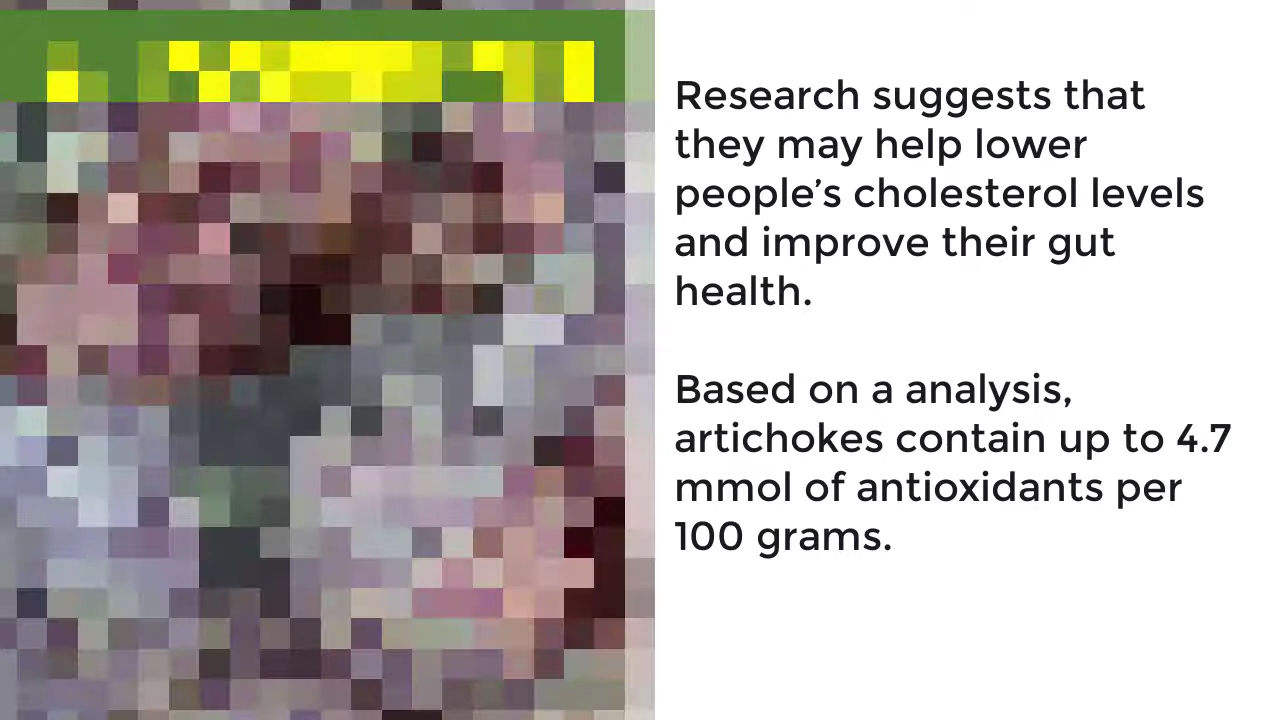 Research suggests that
they may help lower
people’s cholesterol levels
and improve their gut
health.
Based on a analysis,
artichokes contain up to 4.7
mmol of antioxidants per
100 grams.